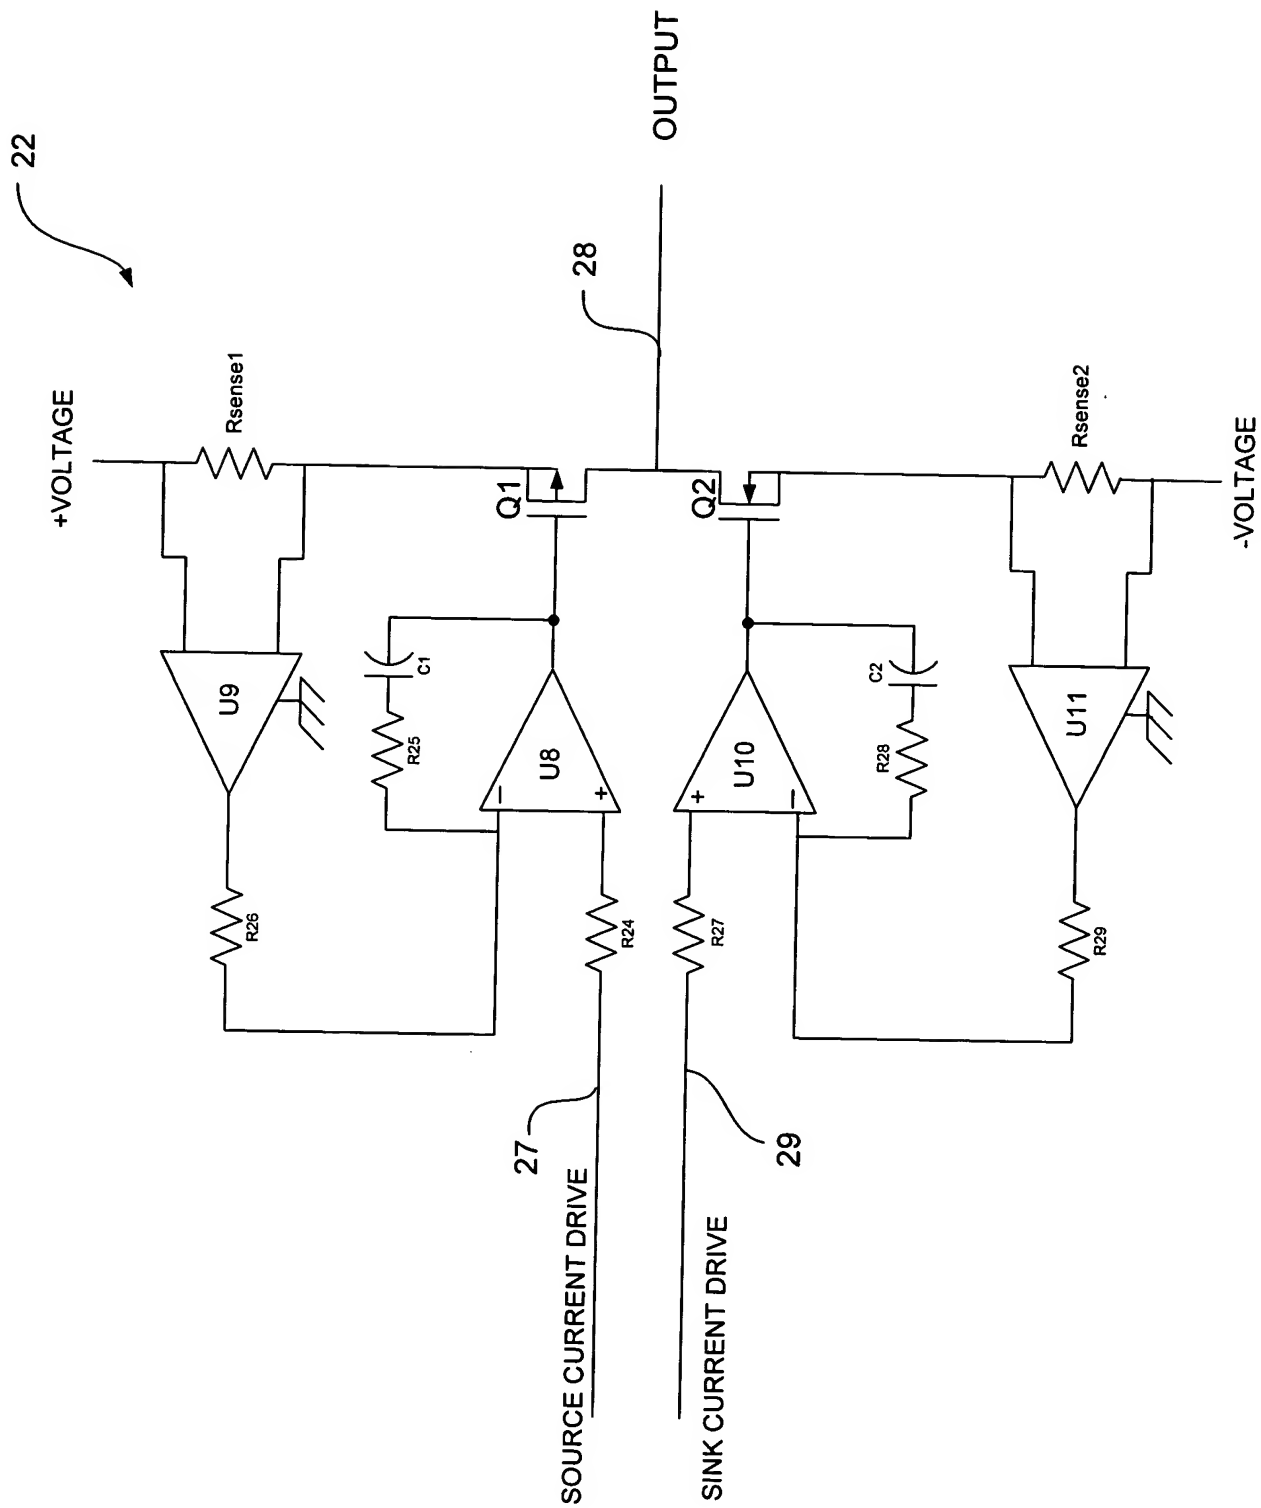 22
+VOLTAGE
Rsense1
U9
R26
R25
C1
Q1
U8
−
+
R24
27
SOURCE CURRENT DRIVE
28
OUTPUT
29
SINK CURRENT DRIVE
R27
+
−
U10
Q2
C2
R28
U11
R29
Rsense2
-VOLTAGE